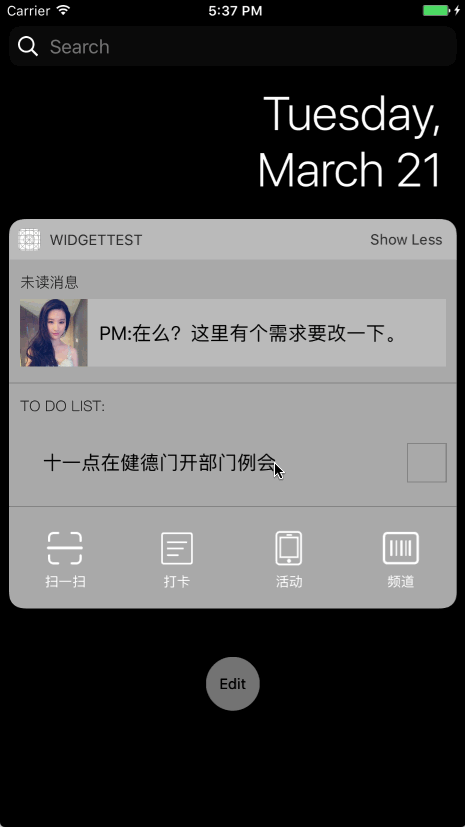 Carrier 5:37 PM
Search
Tuesday,
March 21
WIDGETTEST Show Less
未读消息
PM:在么？这里有个需求要改一下。
TO DO LIST:
十一点在健德门开部门例会
扫一扫 打卡 活动 频道
Edit